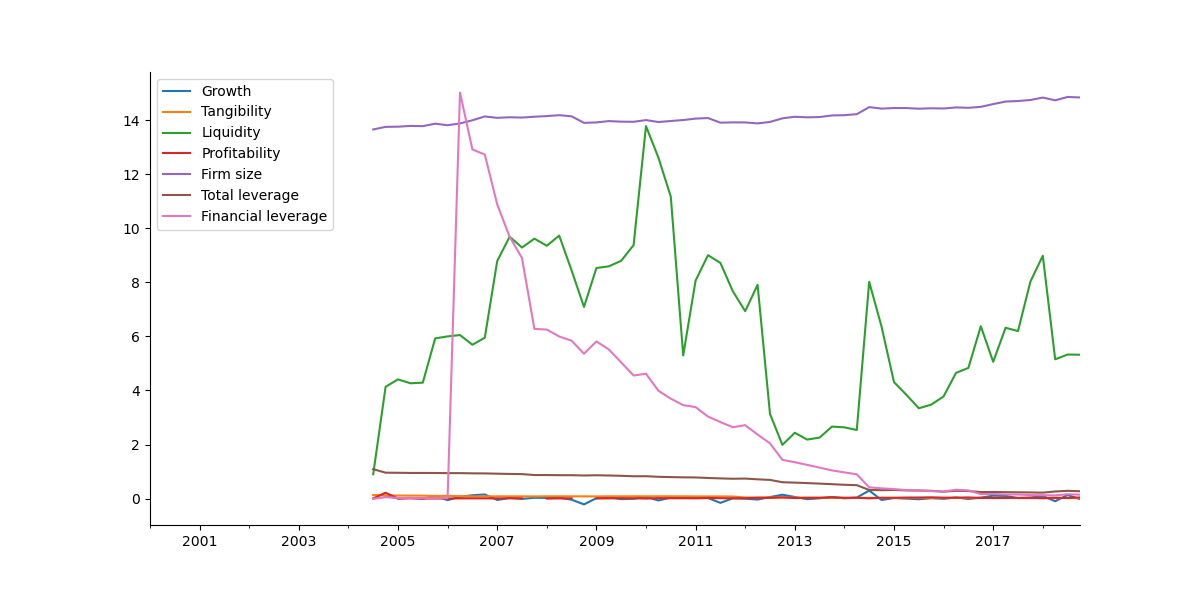 Growth
Tangibility
Liquidity
Profitability
Firm size
Total leverage
Financial leverage
14
12
10
8
6
4
2
0
2001 2003 2005 2007 2009 2011 2013 2015 2017